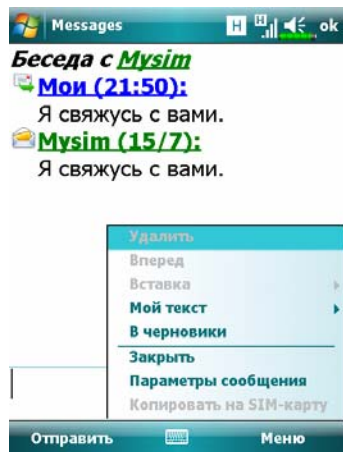 Messages H H ok
Беседа с Mysim
Мои (21:50):
Я свяжусь с вами.
Mysim (15/7):
Я свяжусь с вами.
Удалить
Вперед
Вставка
Мой текст
В черновики
Закрыть
Параметры сообщения
Копировать на SIM-карту
Отправить Меню